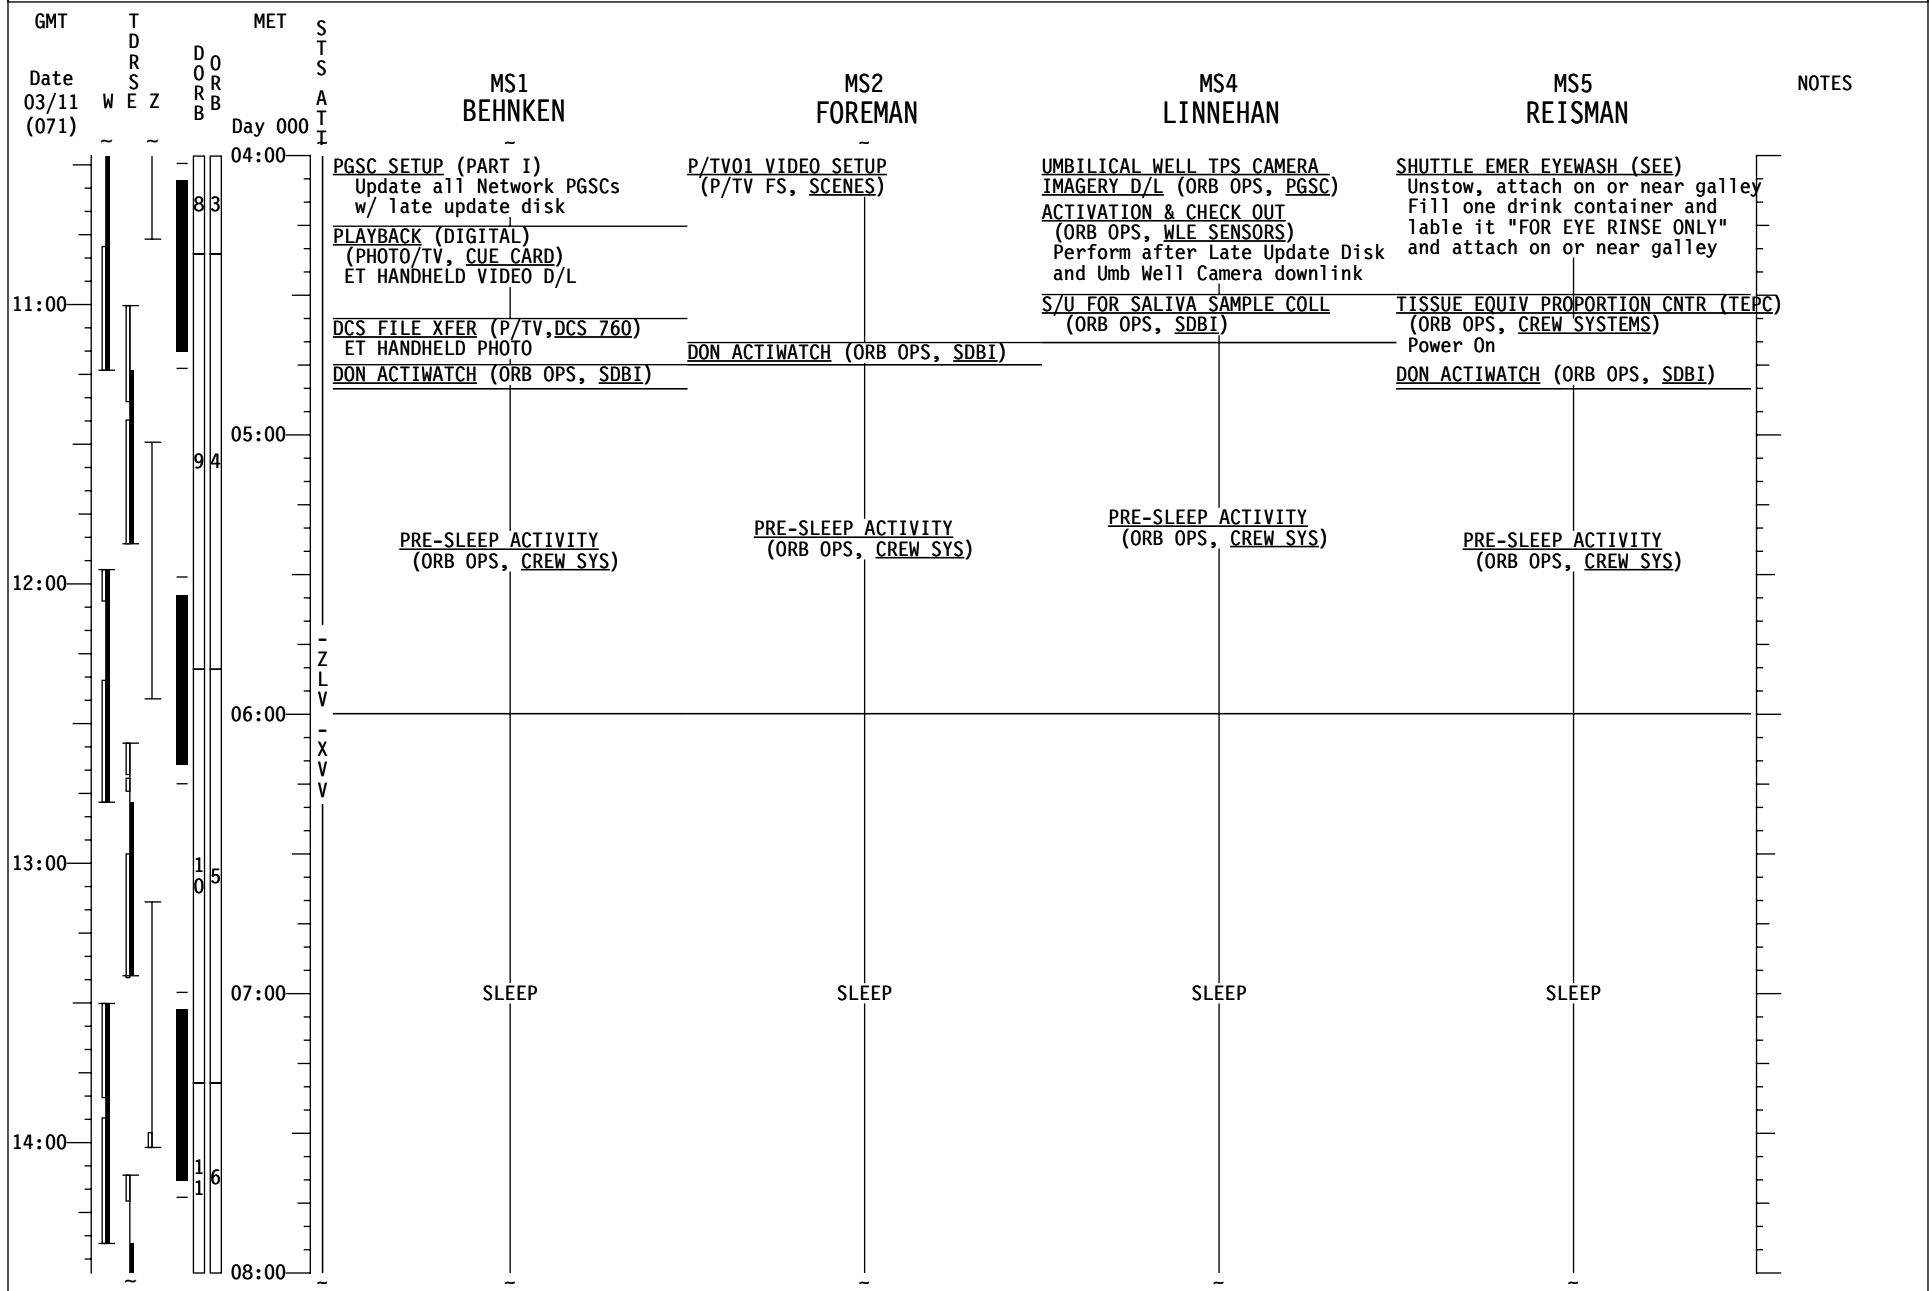 GMT
TDRS
MET
STS ATT
DORB
ORB
Date
03/11
(071)
W E Z
Day 000
MS1
BEHNKEN
MS2
FOREMAN
MS4
LINNEHAN
MS5
REISMAN
NOTES
~ ~ ~ ~
04:00
PGSC SETUP (PART I)
Update all Network PGSCs
w/ late update disk
PLAYBACK (DIGITAL)
(PHOTO/TV, CUE CARD)
ET HANDHELD VIDEO D/L
DCS FILE XFER (P/TV,DCS 760)
ET HANDHELD PHOTO
DON ACTIWATCH (ORB OPS, SDBI)
P/TV01 VIDEO SETUP
(P/TV FS, SCENES)
DON ACTIWATCH (ORB OPS, SDBI)
UMBILICAL WELL TPS CAMERA
IMAGERY D/L (ORB OPS, PGSC)
ACTIVATION & CHECK OUT
(ORB OPS, WLE SENSORS)
Perform after Late Update Disk
and Umb Well Camera downlink
S/U FOR SALIVA SAMPLE COLL
(ORB OPS, SDBI)
SHUTTLE EMER EYEWASH (SEE)
Unstow, attach on or near galley
Fill one drink container and
lable it "FOR EYE RINSE ONLY"
and attach on or near galley
TISSUE EQUIV PROPORTION CNTR (TEPC)
(ORB OPS, CREW SYSTEMS)
Power On
DON ACTIWATCH (ORB OPS, SDBI)
8 3
11:00
05:00
9 4
PRE-SLEEP ACTIVITY
(ORB OPS, CREW SYS)
PRE-SLEEP ACTIVITY
(ORB OPS, CREW SYS)
PRE-SLEEP ACTIVITY
(ORB OPS, CREW SYS)
PRE-SLEEP ACTIVITY
(ORB OPS, CREW SYS)
12:00
-ZLV
06:00
-XVV
13:00
10 5
07:00
SLEEP
SLEEP
SLEEP
SLEEP
14:00
11 6
08:00
~ ~ ~ ~ ~ ~